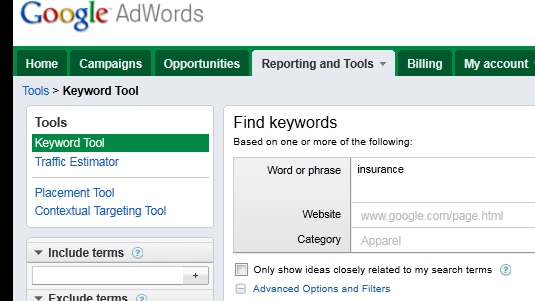 Google AdWords
Home Campaigns Opportunities Reporting and Tools Billing My account
Tools > Keyword Tool
Tools
Keyword Tool
Traffic Estimator
Placement Tool
Contextual Targeting Tool
Include terms ?
+
Exclude terms ?
Find keywords
Based on one or more of the following:
Word or phrase insurance
Website www.google.com/page.html
Category Apparel
Only show ideas closely related to my search terms ?
Advanced Options and Filters